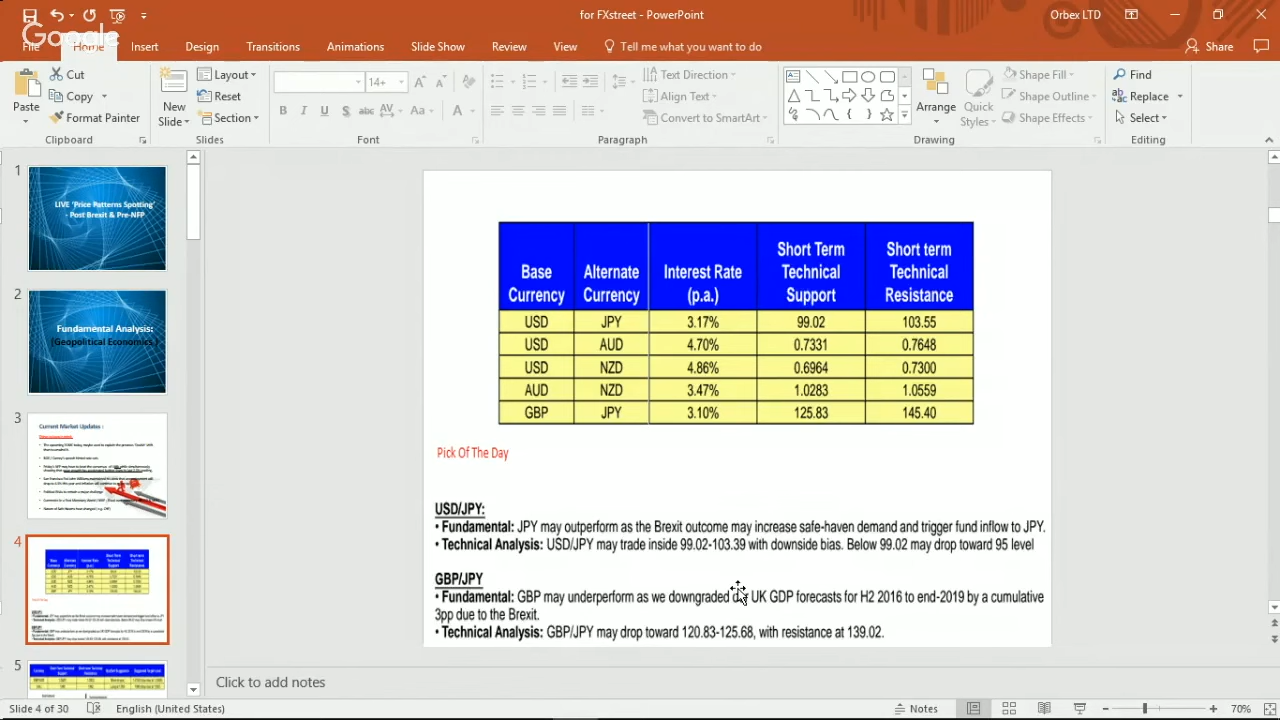 for FXstreet - PowerPoint
Orbex LTD
Google
File Home Insert Design Transitions Animations Slide Show Review View Tell me what you want to do Share
Paste
Cut
Copy
Format Painter
Clipboard
New
Slide
Layout
Reset
Section
Slides
14+
B I U S abc AV Aa A
Font
Text Direction
Align Text
Convert to SmartArt
Paragraph
Arrange
Quick
Styles
Shape Fill
Shape Outline
Shape Effects
Drawing
Find
Replace
Select
Editing
1
LIVE 'Price Patterns Spotting'
- Post Brexit & Pre-NFP
2
Fundamental Analysis:
(Geopolitical Economics )
3
Current Market Updates :
4
5
Base Currency Alternate Currency Interest Rate (p.a.) Short Term Technical Support Short term Technical Resistance
USD JPY 3.17% 99.02 103.55
USD AUD 4.70% 0.7331 0.7648
USD NZD 4.86% 0.6964 0.7300
AUD NZD 3.47% 1.0283 1.0559
GBP JPY 3.10% 125.83 145.40
Pick Of The Day
USD/JPY:
• Fundamental: JPY may outperform as the Brexit outcome may increase safe-haven demand and trigger fund inflow to JPY.
• Technical Analysis: USD/JPY may trade inside 99.02-103.39 with downside bias. Below 99.02 may drop toward 95 level
GBP/JPY
• Fundamental: GBP may underperform as we downgraded UK GDP forecasts for H2 2016 to end-2019 by a cumulative
3pp due to the Brexit.
• Technical Analysis: GBP/JPY may drop toward 120.83-125.83, with resistance at 139.02.
Click to add notes
Slide 4 of 30 English (United States) Notes 70%